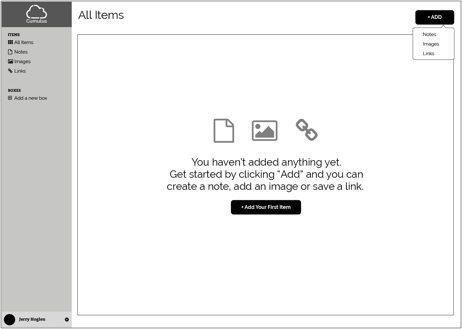 Cumulus
All Items
+ ADD
Notes
Images
Links
ITEMS
All Items
Notes
Images
Links
BOXES
Add a new box
You haven't added anything yet.
Get started by clicking "Add" and you can
create a note, add an image or save a link.
+ Add Your First Item
Jerry Hoglen